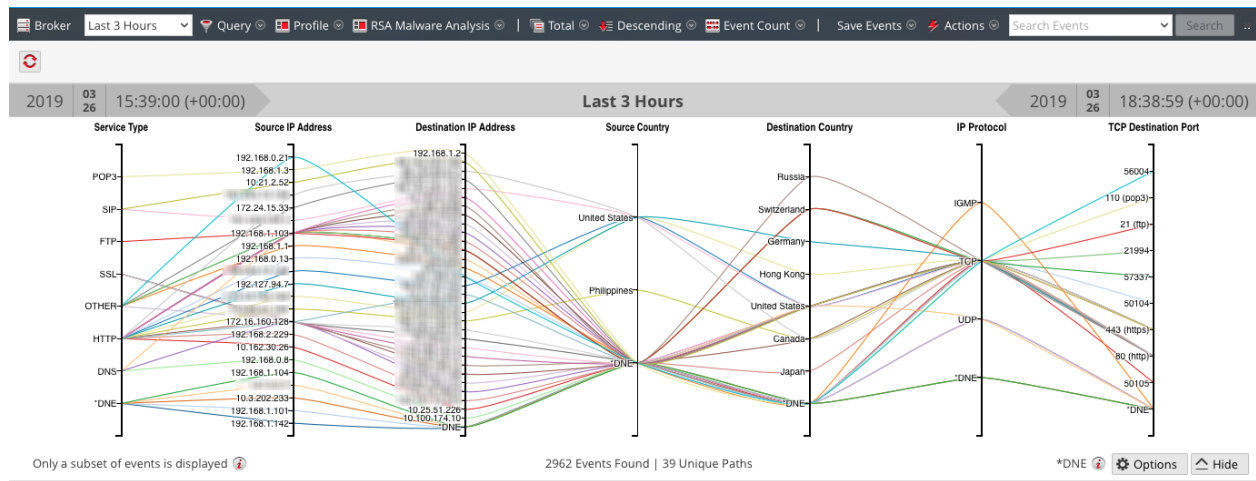 Broker Last 3 Hours Query Profile RSA Malware Analysis | Total Descending Event Count | Save Events Actions Search Events Search ..
2019 03 26 15:39:00 (+00:00) Last 3 Hours 2019 03 26 18:38:59 (+00:00)
Service Type Source IP Address Destination IP Address Source Country Destination Country IP Protocol TCP Destination Port
POP3
SIP
FTP
SSL
OTHER
HTTP
DNS
*DNE
192.168.0.21
192.168.1.3
10.21.2.52
172.24.15.33
192.168.1.103
192.168.1.1
192.168.0.13
192.127.94.7
172.16.160.128
192.168.2.229
10.162.30.26
192.168.0.8
192.168.1.104
10.3.202.233
192.168.1.101
192.168.1.142
192.168.1.2
10.25.51.226
10.100.174.10
*DNE
United States
Philippines
*DNE
Russia
Switzerland
Germany
Hong Kong
United States
Canada
Japan
*DNE
IGMP
TCP
UDP
*DNE
56004
110 (pop3)
21 (ftp)
21994
57337
50104
443 (https)
80 (http)
50105
*DNE
Only a subset of events is displayed 2962 Events Found | 39 Unique Paths *DNE Options Hide